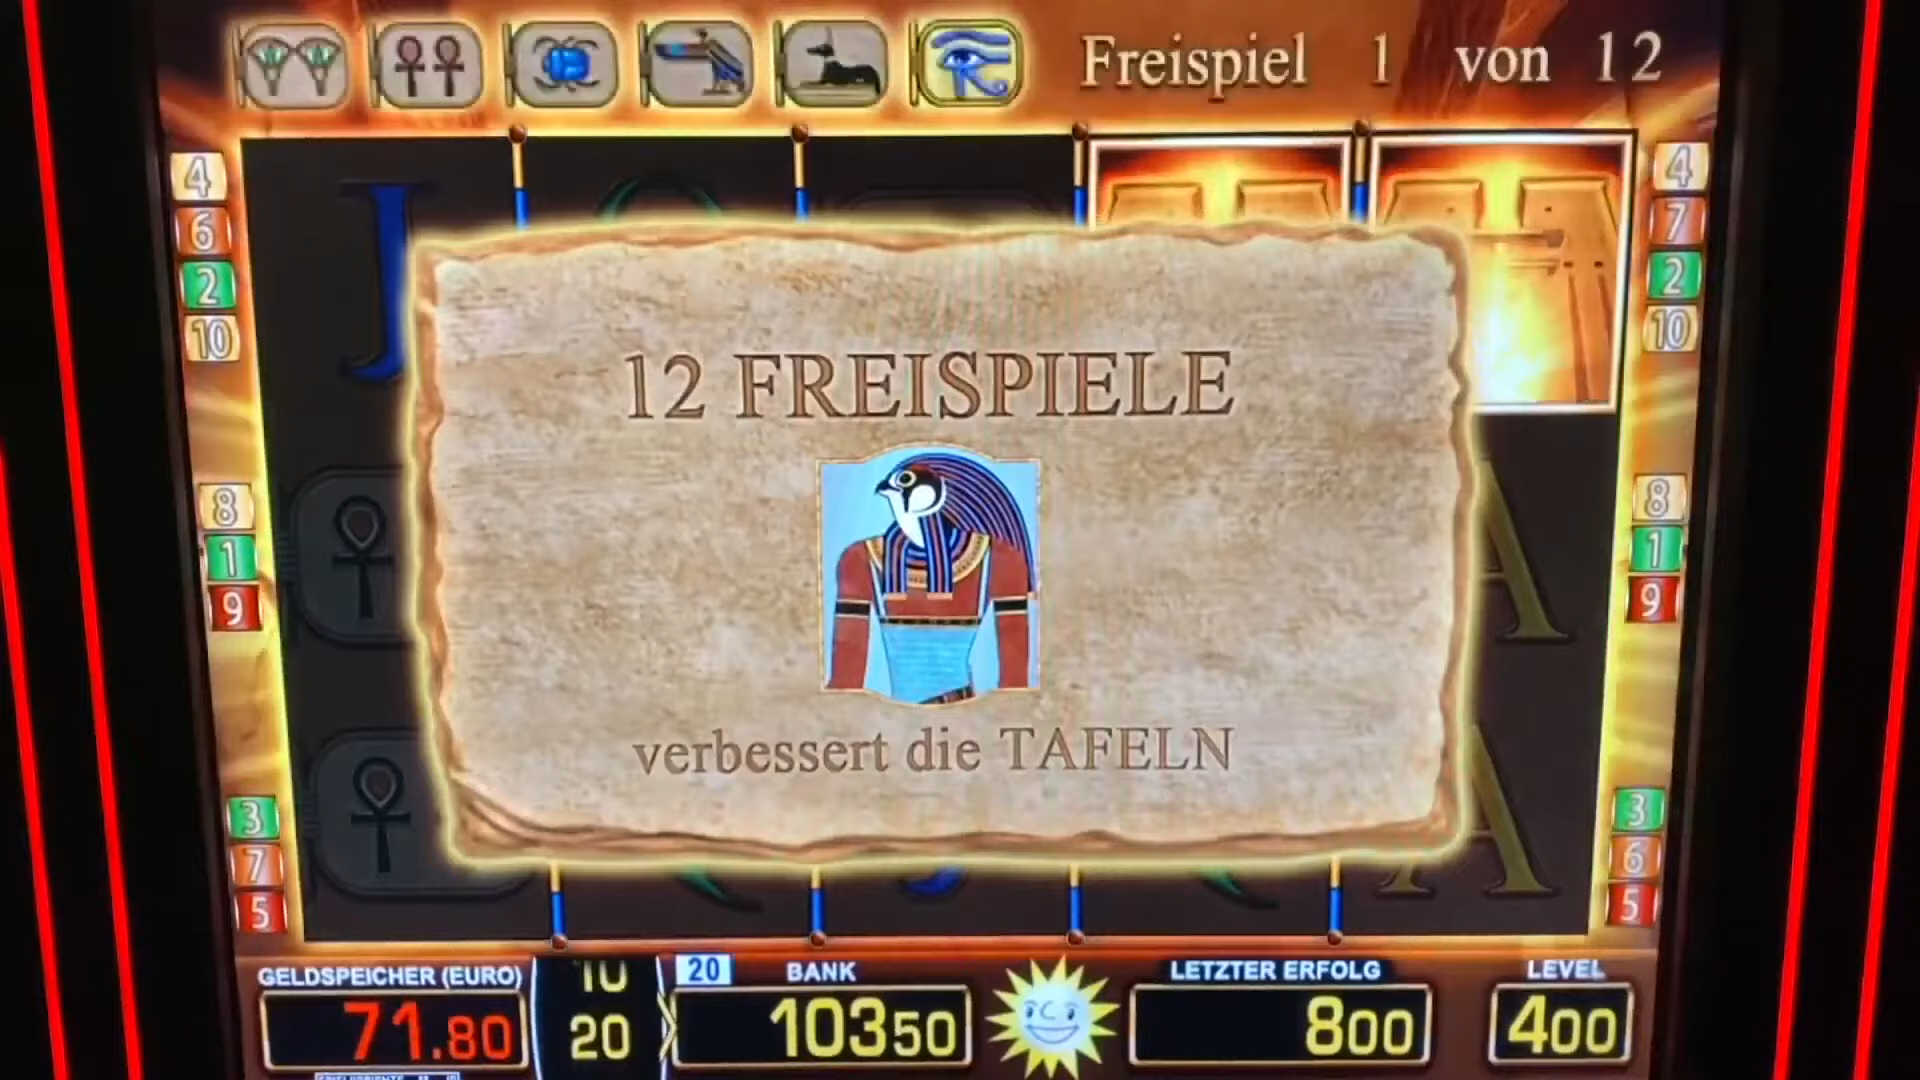 Freispiel 1 von 12
4 4
6 7
2 2
10 10
J
12 FREISPIELE
8 8
1 1
9 9
A
verbessert die TAFELN
A
3 3
7 6
5 5
GELDSPEICHER (EURO) 10 20 BANK LETZTER ERFOLG LEVEL
71.80 20 10350 800 400